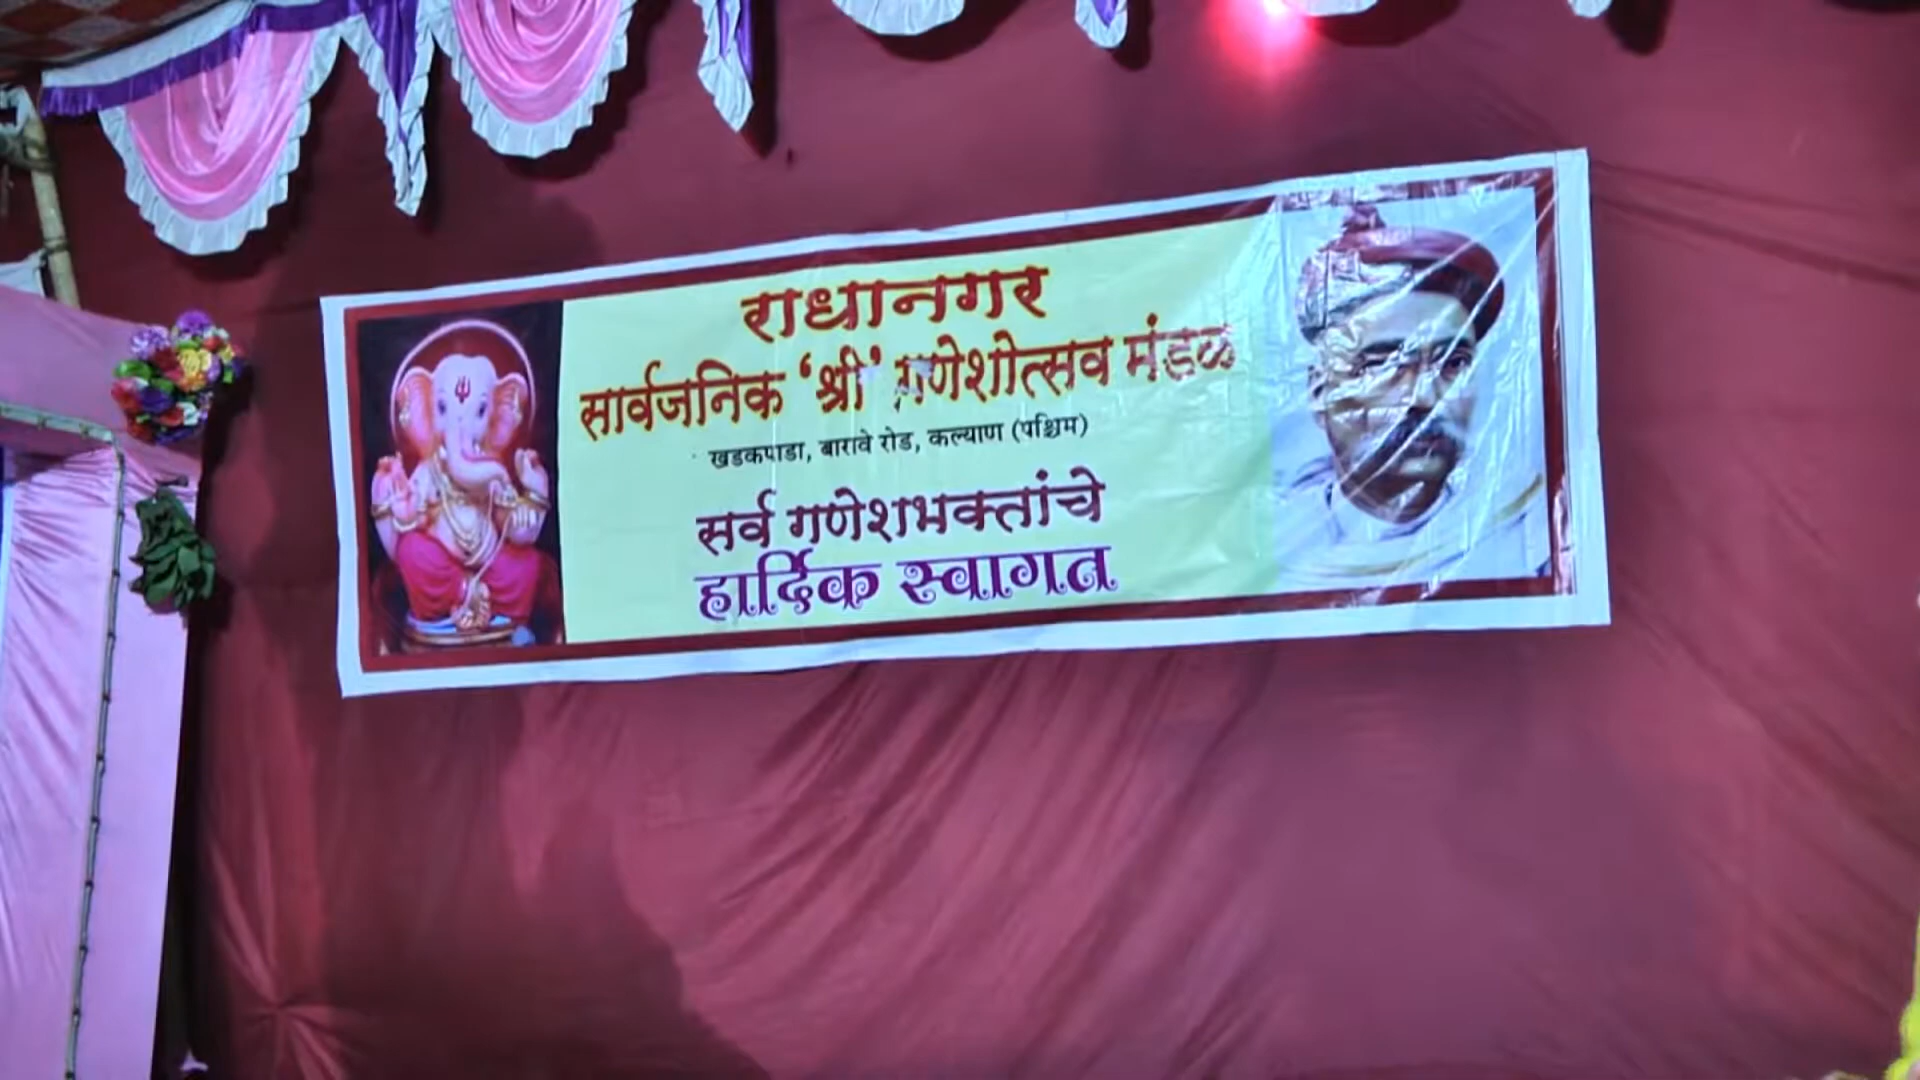 राधानगर
सार्वजनिक ‘श्री’ गणेशोत्सव मंडळ
खडकपाडा, बारावे रोड, कल्याण (पश्चिम)
सर्व गणेशभक्तांचे
हार्दिक स्वागत